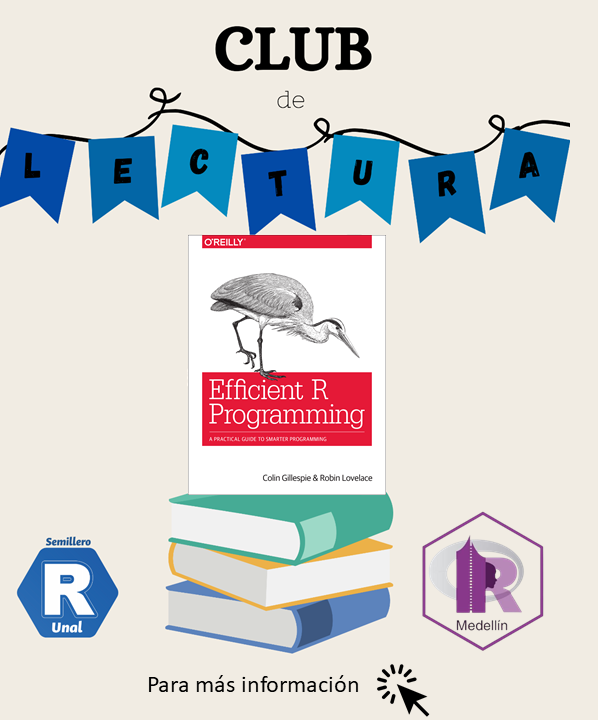 CLUB
de
LECTURA
O'REILLY
Efficient R
Programming
A PRACTICAL GUIDE TO SMARTER PROGRAMMING
Colin Gillespie & Robin Lovelace
Semillero
R
Unal
R
Medellín
Para más información